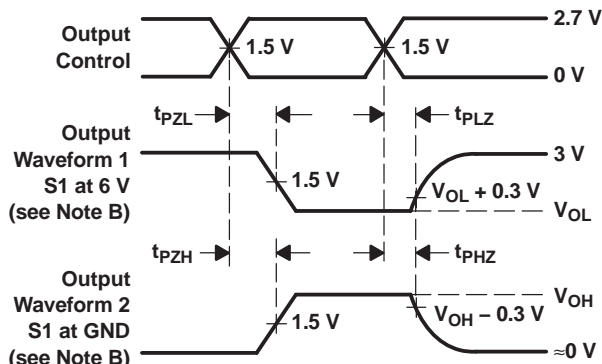 Output
Control
1.5 V
1.5 V
2.7 V
0 V
tPZL
tPLZ
Output
Waveform 1
S1 at 6 V
(see Note B)
1.5 V
3 V
VOL + 0.3 V
VOL
tPZH
tPHZ
Output
Waveform 2
S1 at GND
(see Note B)
1.5 V
VOH
VOH − 0.3 V
≈0 V